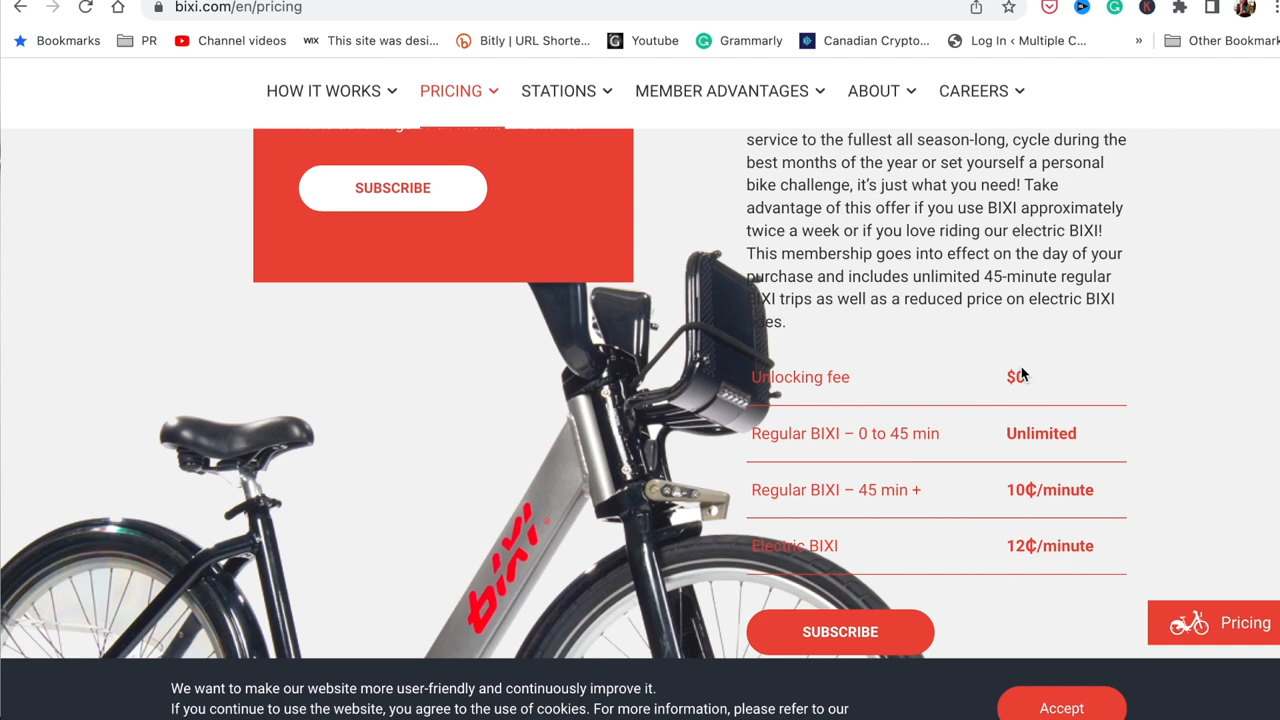 bixi.com/en/pricing
Bookmarks PR Channel videos WIX This site was desi... Bitly | URL Shorte... Youtube Grammarly Canadian Crypto... Log In ‹ Multiple C... » Other Bookmark
HOW IT WORKS PRICING STATIONS MEMBER ADVANTAGES ABOUT CAREERS
SUBSCRIBE
service to the fullest all season-long, cycle during the
best months of the year or set yourself a personal
bike challenge, it’s just what you need! Take
advantage of this offer if you use BIXI approximately
twice a week or if you love riding our electric BIXI!
This membership goes into effect on the day of your
purchase and includes unlimited 45-minute regular
BIXI trips as well as a reduced price on electric BIXI
Unlocking fee $0
Regular BIXI – 0 to 45 min Unlimited
Regular BIXI – 45 min + 10₵/minute
Electric BIXI 12₵/minute
SUBSCRIBE
bixi
Pricing
We want to make our website more user-friendly and continuously improve it.
If you continue to use the website, you agree to the use of cookies. For more information, please refer to our
Accept